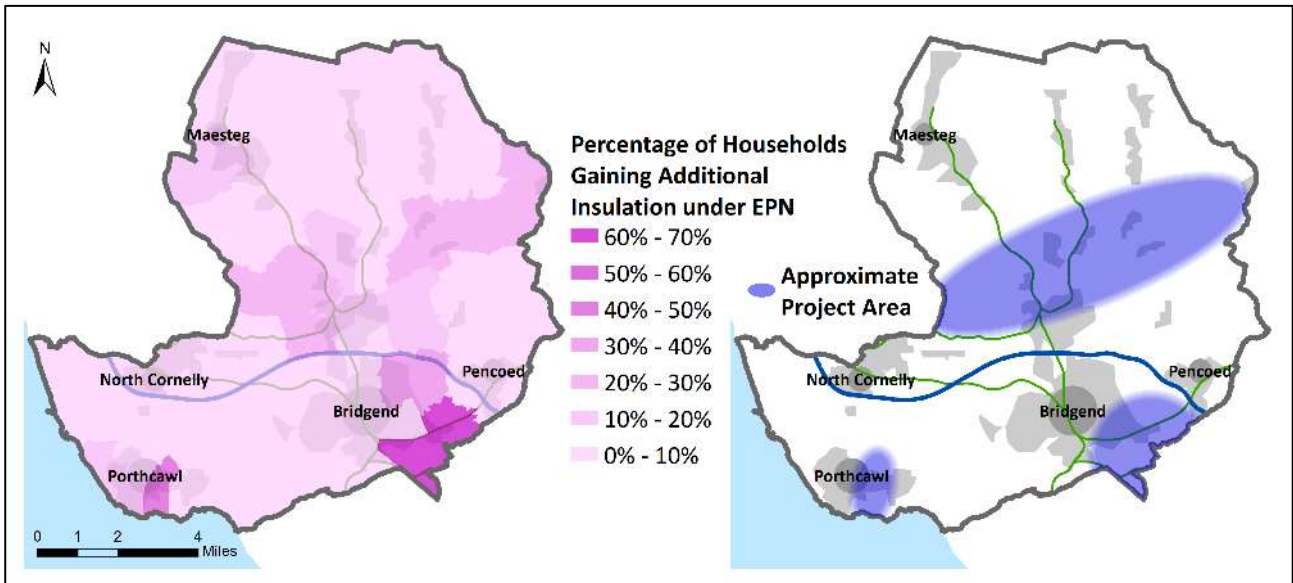 N
Maesteg
North Cornelly
Pencoed
Bridgend
Porthcawl
0 1 2 4
Miles
Percentage of Households
Gaining Additional
Insulation under EPN
60% - 70%
50% - 60%
40% - 50%
30% - 40%
20% - 30%
10% - 20%
0% - 10%
Maesteg
Approximate
Project Area
North Cornelly
Pencoed
Bridgend
Porthcawl